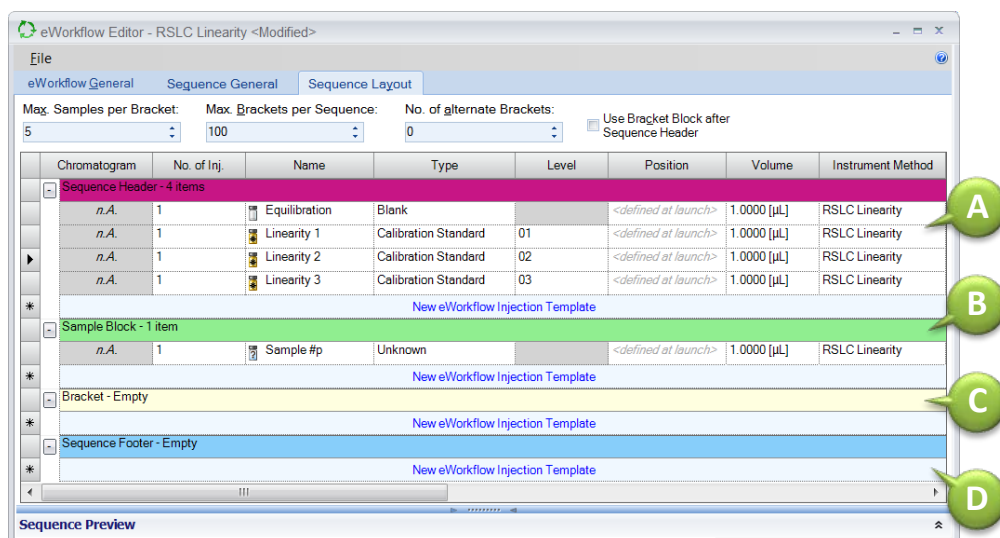 eWorkflow Editor - RSLC Linearity <Modified>
File
eWorkflow General Sequence General Sequence Layout
Max. Samples per Bracket: Max. Brackets per Sequence: No. of alternate Brackets:
5 100 0 Use Bracket Block after
Sequence Header
Chromatogram No. of Inj. Name Type Level Position Volume Instrument Method
Sequence Header - 4 items
n.A. 1 Equilibration Blank <defined at launch> 1.0000 [µL] RSLC Linearity
A
n.A. 1 Linearity 1 Calibration Standard 01 <defined at launch> 1.0000 [µL] RSLC Linearity
n.A. 1 Linearity 2 Calibration Standard 02 <defined at launch> 1.0000 [µL] RSLC Linearity
n.A. 1 Linearity 3 Calibration Standard 03 <defined at launch> 1.0000 [µL] RSLC Linearity
New eWorkflow Injection Template
B
Sample Block - 1 item
n.A. 1 Sample #p Unknown <defined at launch> 1.0000 [µL] RSLC Linearity
New eWorkflow Injection Template
Bracket - Empty
C
New eWorkflow Injection Template
Sequence Footer - Empty
New eWorkflow Injection Template
D
Sequence Preview